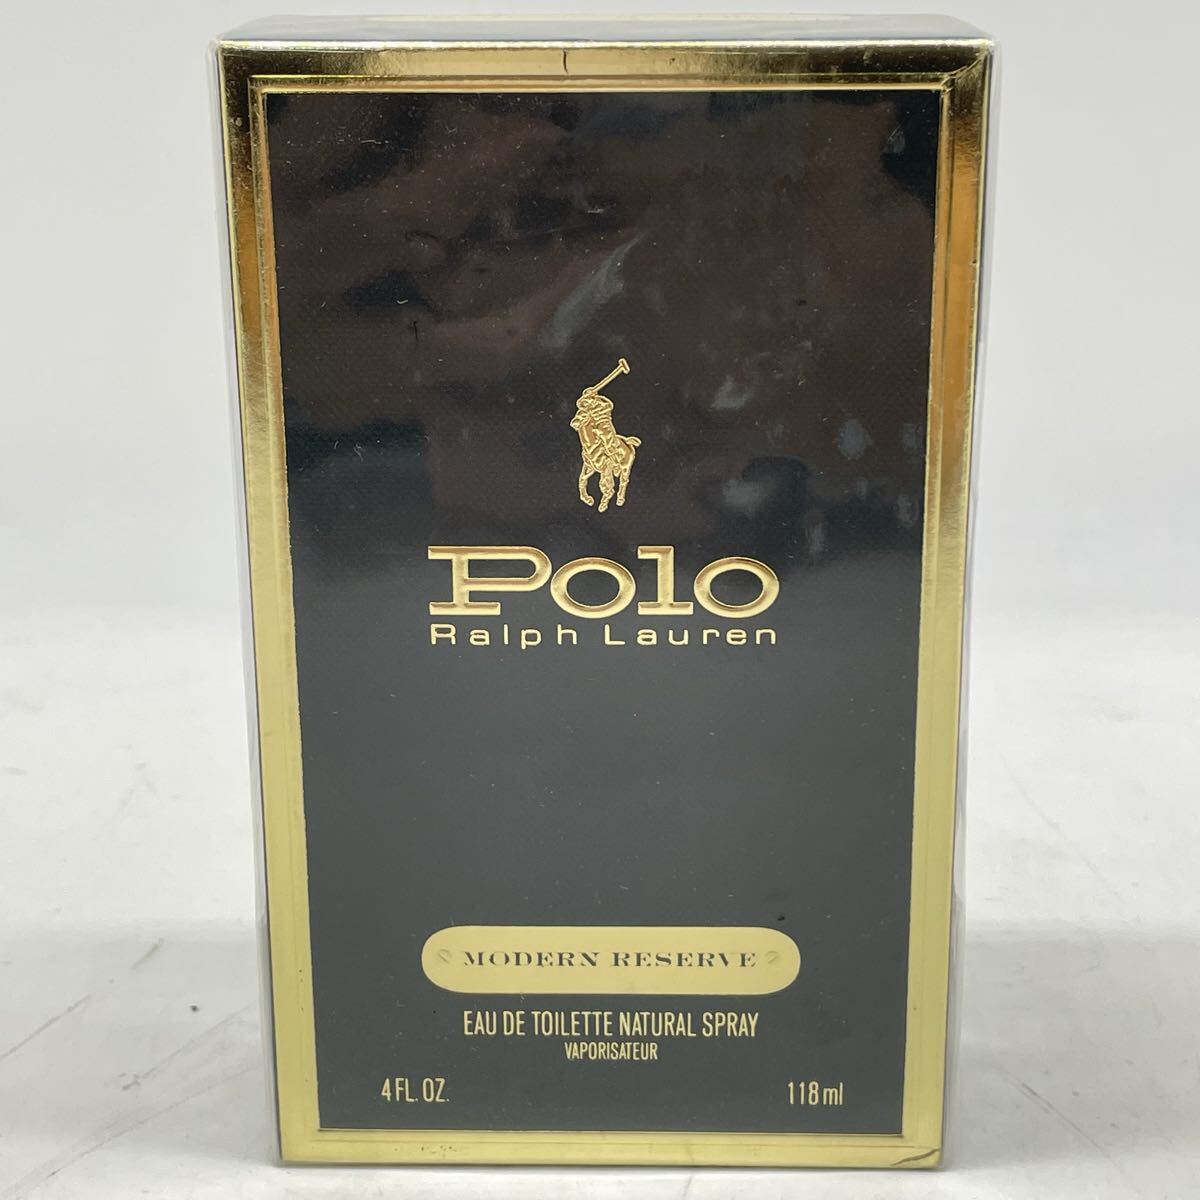 Polo
Ralph Lauren
MODERN RESERVE
EAU DE TOILETTE NATURAL SPRAY
VAPORISATEUR
4 FL. OZ. 118 ml